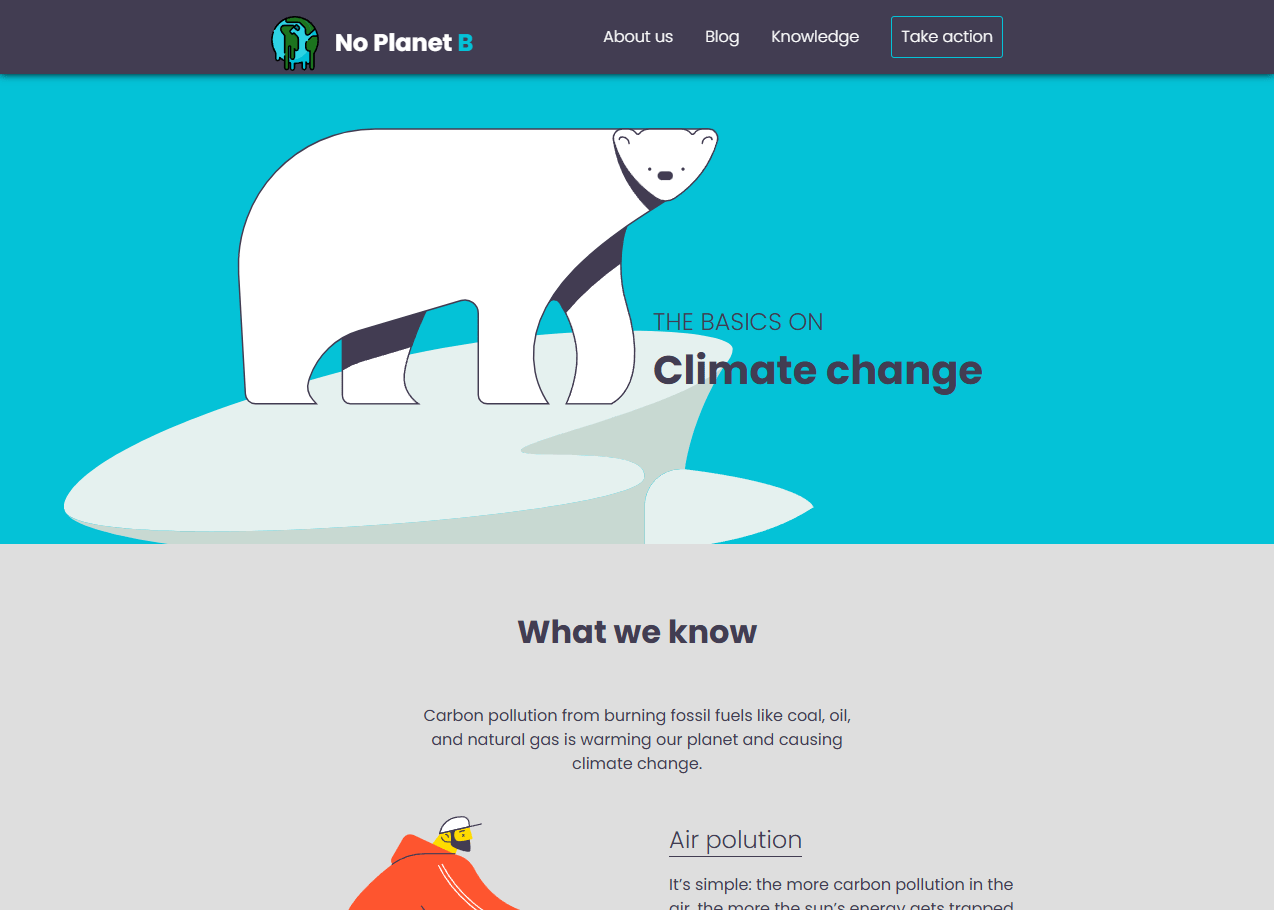 No Planet B
About us
Blog
Knowledge
Take action
THE BASICS ON
Climate change
What we know
Carbon pollution from burning fossil fuels like coal, oil,
and natural gas is warming our planet and causing
climate change.
Air polution
It’s simple: the more carbon pollution in the
air, the more the sun’s energy gets trapped